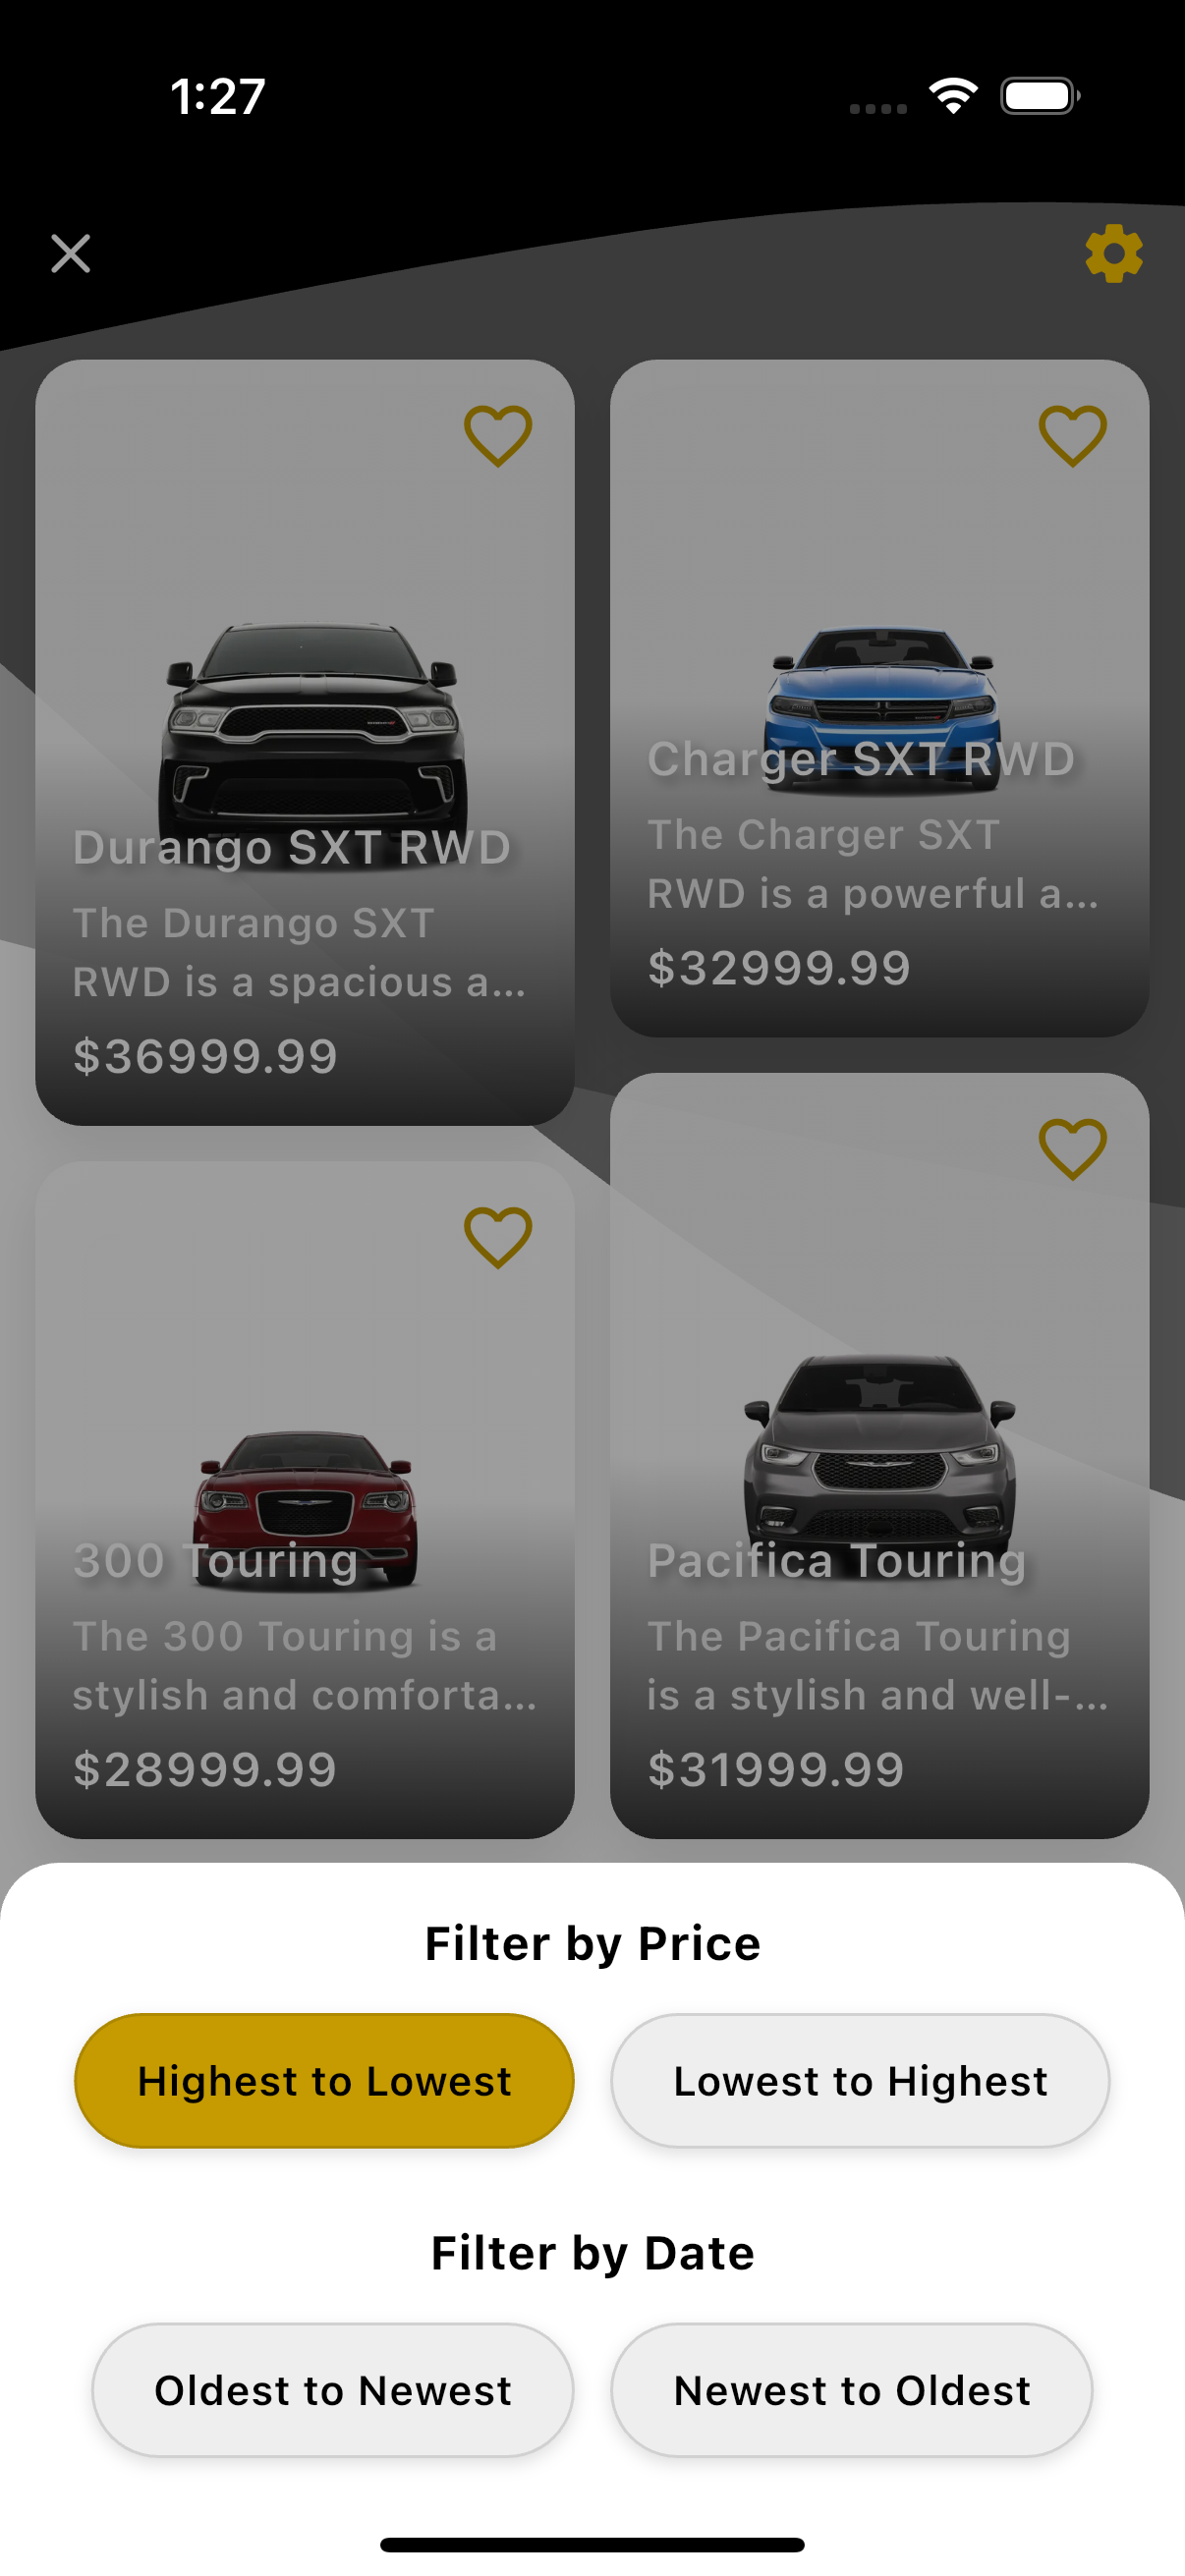 1:27
Durango SXT RWD
The Durango SXT
RWD is a spacious a...
$36999.99
Charger SXT RWD
The Charger SXT
RWD is a powerful a...
$32999.99
300 Touring
The 300 Touring is a
stylish and comforta...
$28999.99
Pacifica Touring
The Pacifica Touring
is a stylish and well-...
$31999.99
Filter by Price
Highest to Lowest
Lowest to Highest
Filter by Date
Oldest to Newest
Newest to Oldest